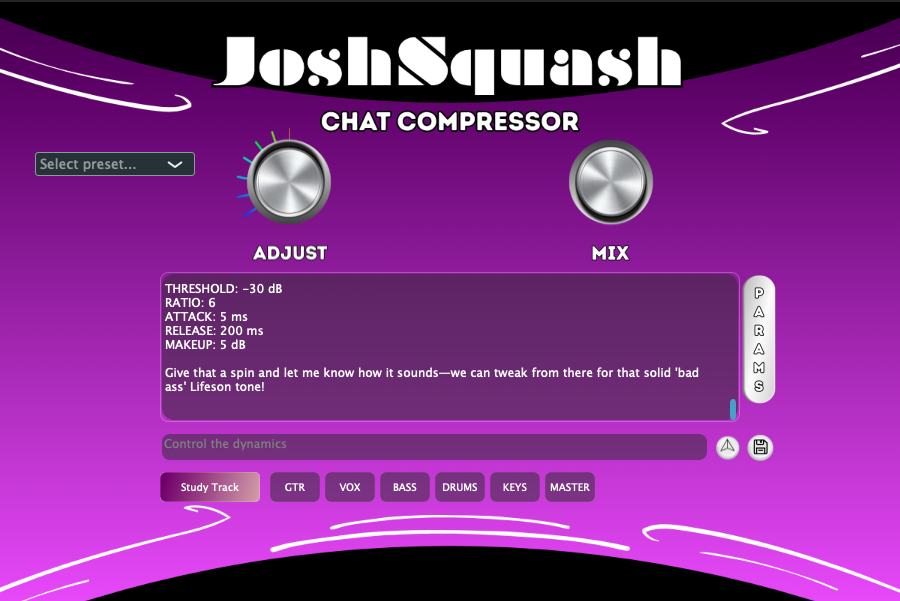 JoshSquash
CHAT COMPRESSOR
Select preset...
ADJUST
MIX
THRESHOLD: -30 dB
RATIO: 6
ATTACK: 5 ms
RELEASE: 200 ms
MAKEUP: 5 dB
Give that a spin and let me know how it sounds—we can tweak from there for that solid 'bad
ass' Lifeson tone!
PARAMS
Control the dynamics
Study Track
GTR
VOX
BASS
DRUMS
KEYS
MASTER